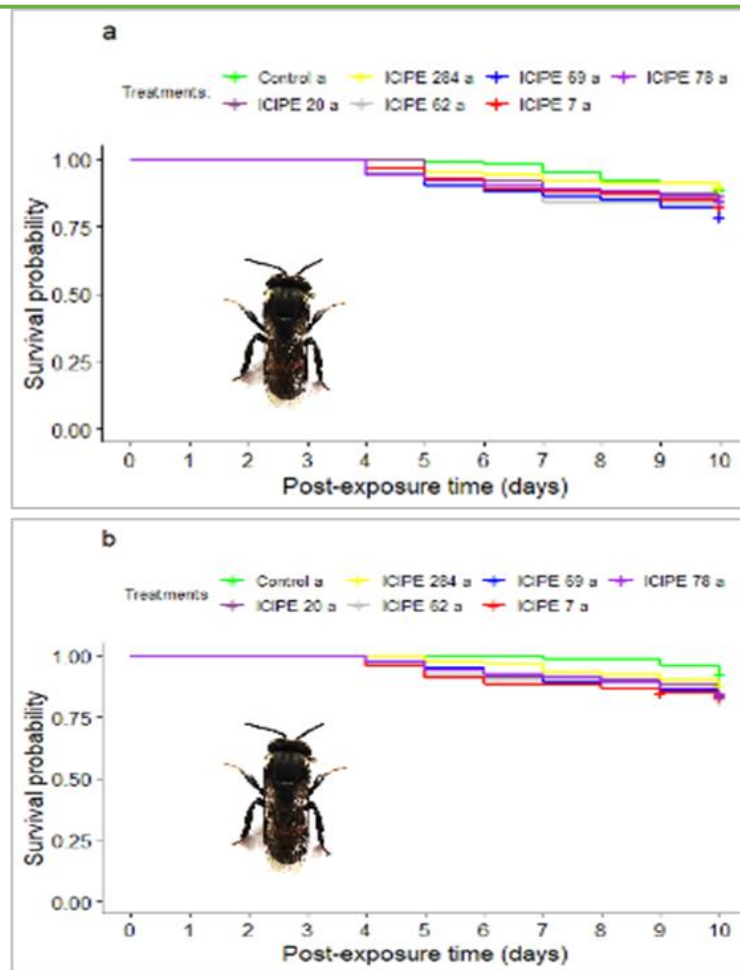 a
Treatments. Control a ICIPE 284 a ICIPE 69 a ICIPE 78 a
ICIPE 20 a ICIPE 62 a ICIPE 7 a
Survival probability
1.00
0.75
0.50
0.25
0.00
0 1 2 3 4 5 6 7 8 9 10
Post-exposure time (days)
b
Treatments Control a ICIPE 284 a ICIPE 69 a ICIPE 78 a
ICIPE 20 a ICIPE 62 a ICIPE 7 a
Survival probability
1.00
0.75
0.50
0.25
0.00
0 1 2 3 4 5 6 7 8 9 10
Post-exposure time (days)